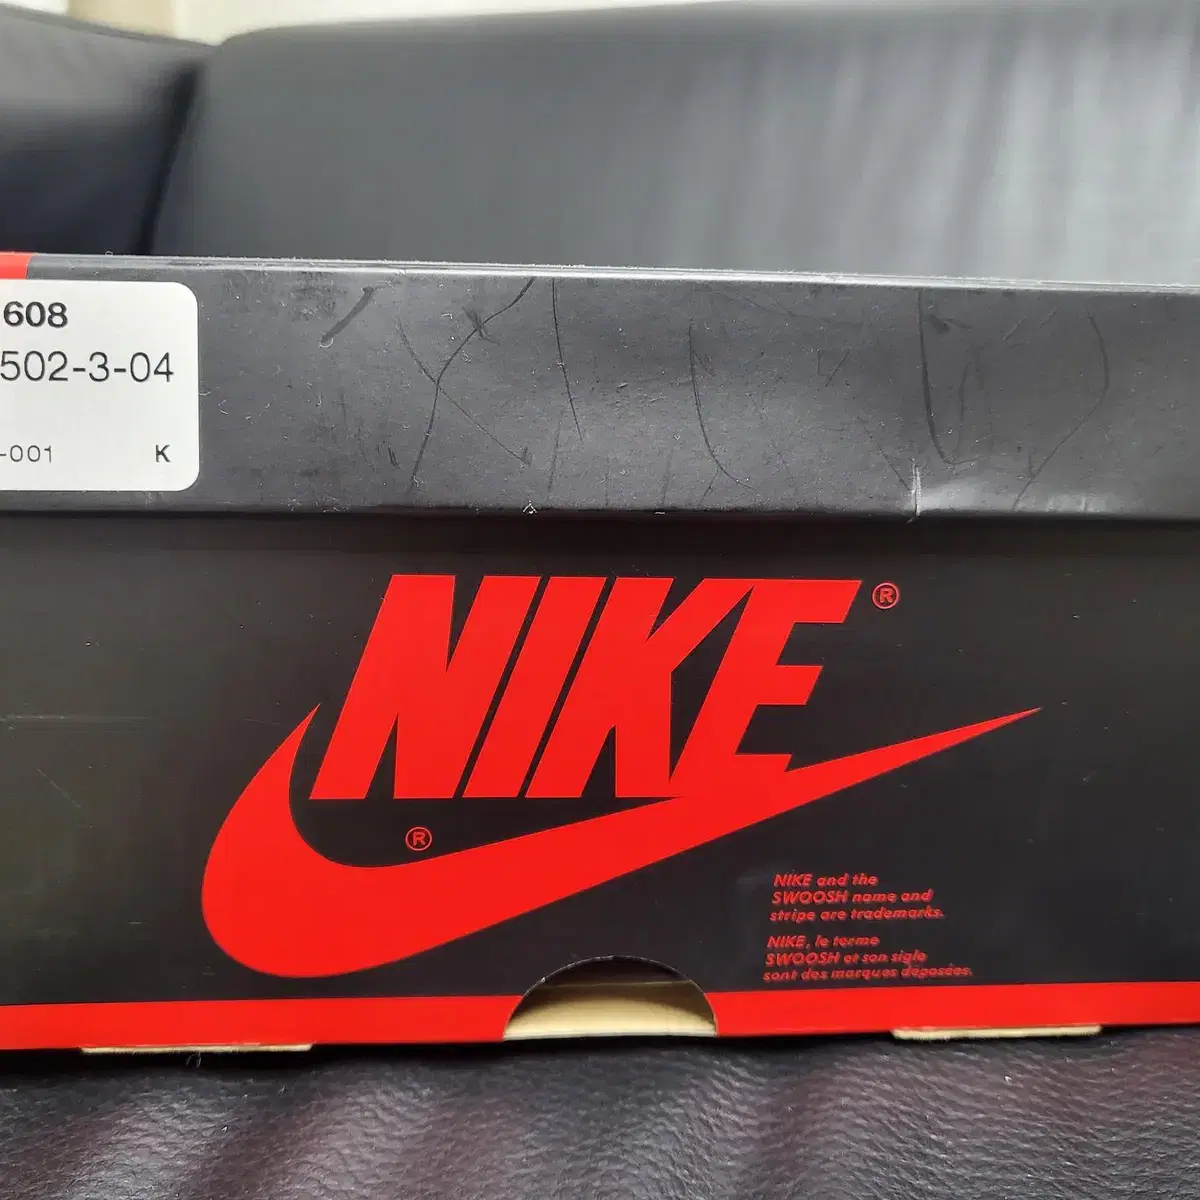 608
502-3-04
-001 K
NIKE®
®
NIKE and the
SWOOSH name and
stripe are trademarks.
NIKE, le terme
SWOOSH et son sigle
sont des marques déposées.